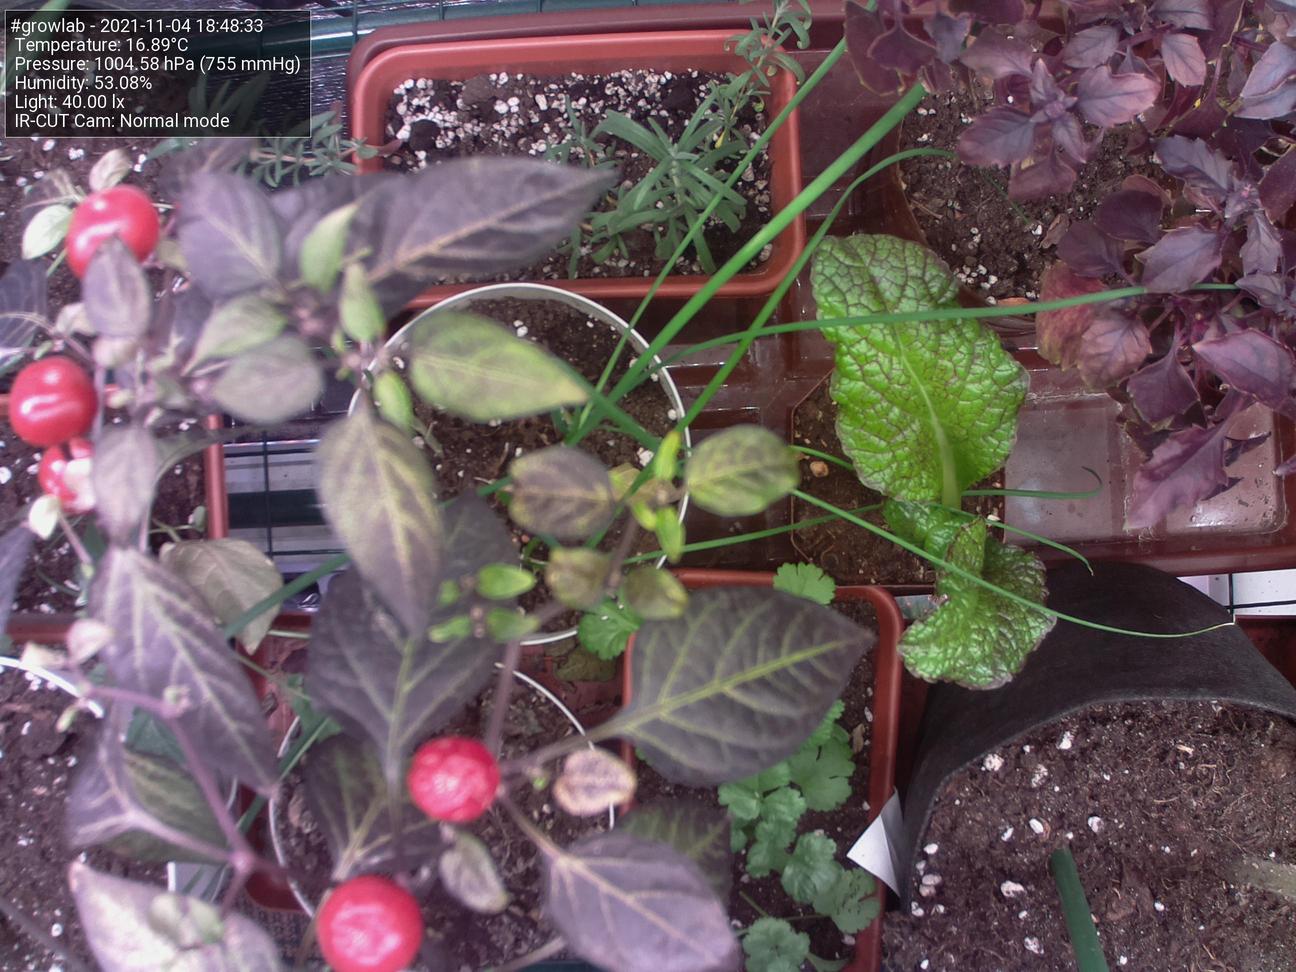 #growlab - 2021-11-04 18:48:33
Temperature: 16.89°C
Pressure: 1004.58 hPa (755 mmHg)
Humidity: 53.08%
Light: 40.00 lx
IR-CUT Cam: Normal mode